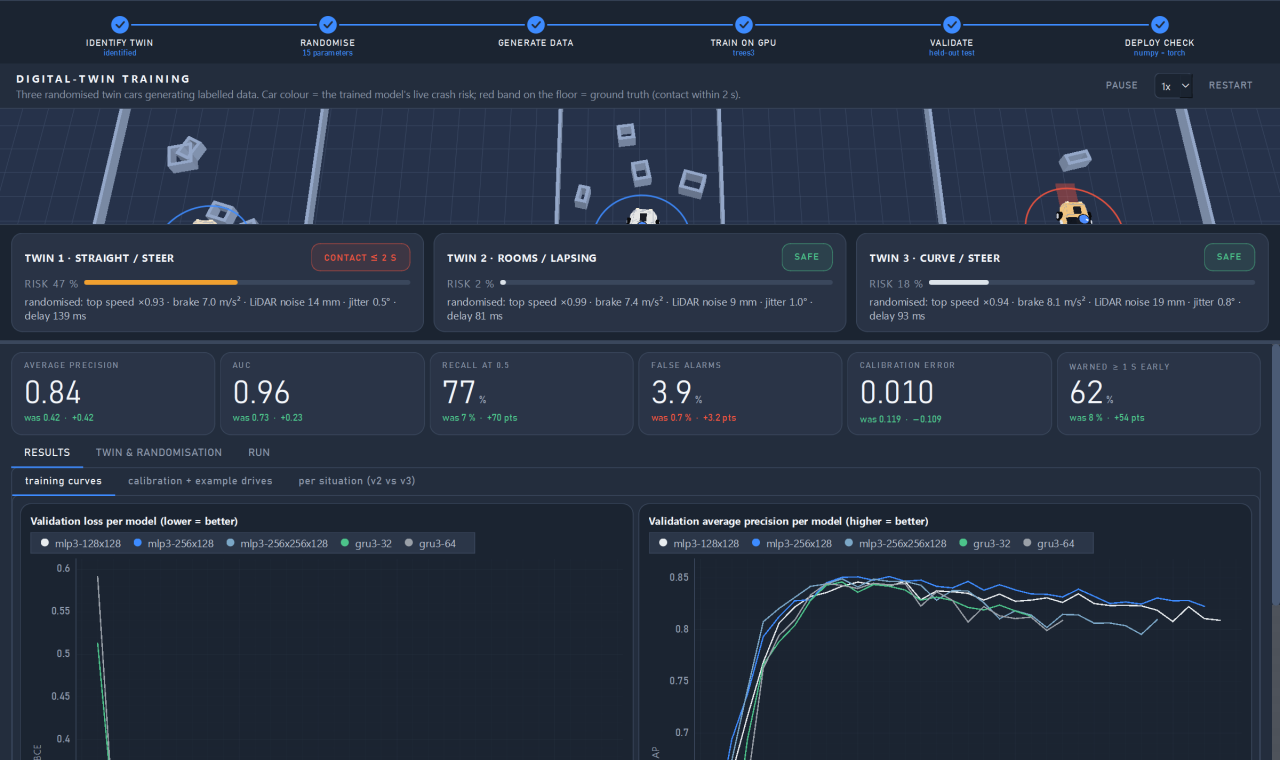 IDENTIFY TWIN
identified
RANDOMISE
15 parameters
GENERATE DATA
TRAIN ON GPU
trees3
VALIDATE
held-out test
DEPLOY CHECK
numpy = torch
DIGITAL-TWIN TRAINING
Three randomised twin cars generating labelled data. Car colour = the trained model's live crash risk; red band on the floor = ground truth (contact within 2 s).
PAUSE
1x
RESTART
TWIN 1 · STRAIGHT / STEER
CONTACT ≤ 2 S
RISK 47 %
randomised: top speed ×0.93 · brake 7.0 m/s² · LiDAR noise 14 mm · jitter 0.5° ·
delay 139 ms
TWIN 2 · ROOMS / LAPSING
SAFE
RISK 2 %
randomised: top speed ×0.99 · brake 7.4 m/s² · LiDAR noise 9 mm · jitter 1.0° ·
delay 81 ms
TWIN 3 · CURVE / STEER
SAFE
RISK 18 %
randomised: top speed ×0.94 · brake 8.1 m/s² · LiDAR noise 19 mm · jitter 0.8° ·
delay 93 ms
AVERAGE PRECISION
0.84
was 0.42 · +0.42
AUC
0.96
was 0.73 · +0.23
RECALL AT 0.5
77 %
was 7 % · +70 pts
FALSE ALARMS
3.9 %
was 0.7 % · +3.2 pts
CALIBRATION ERROR
0.010
was 0.119 · −0.109
WARNED ≥ 1 S EARLY
62 %
was 8 % · +54 pts
RESULTS
TWIN & RANDOMISATION
RUN
training curves
calibration + example drives
per situation (v2 vs v3)
Validation loss per model (lower = better)
mlp3-128x128
mlp3-256x128
mlp3-256x256x128
gru3-32
gru3-64
0.6
0.55
0.5
0.45
0.4
BCE
Validation average precision per model (higher = better)
mlp3-128x128
mlp3-256x128
mlp3-256x256x128
gru3-32
gru3-64
0.85
0.8
0.75
0.7
AP